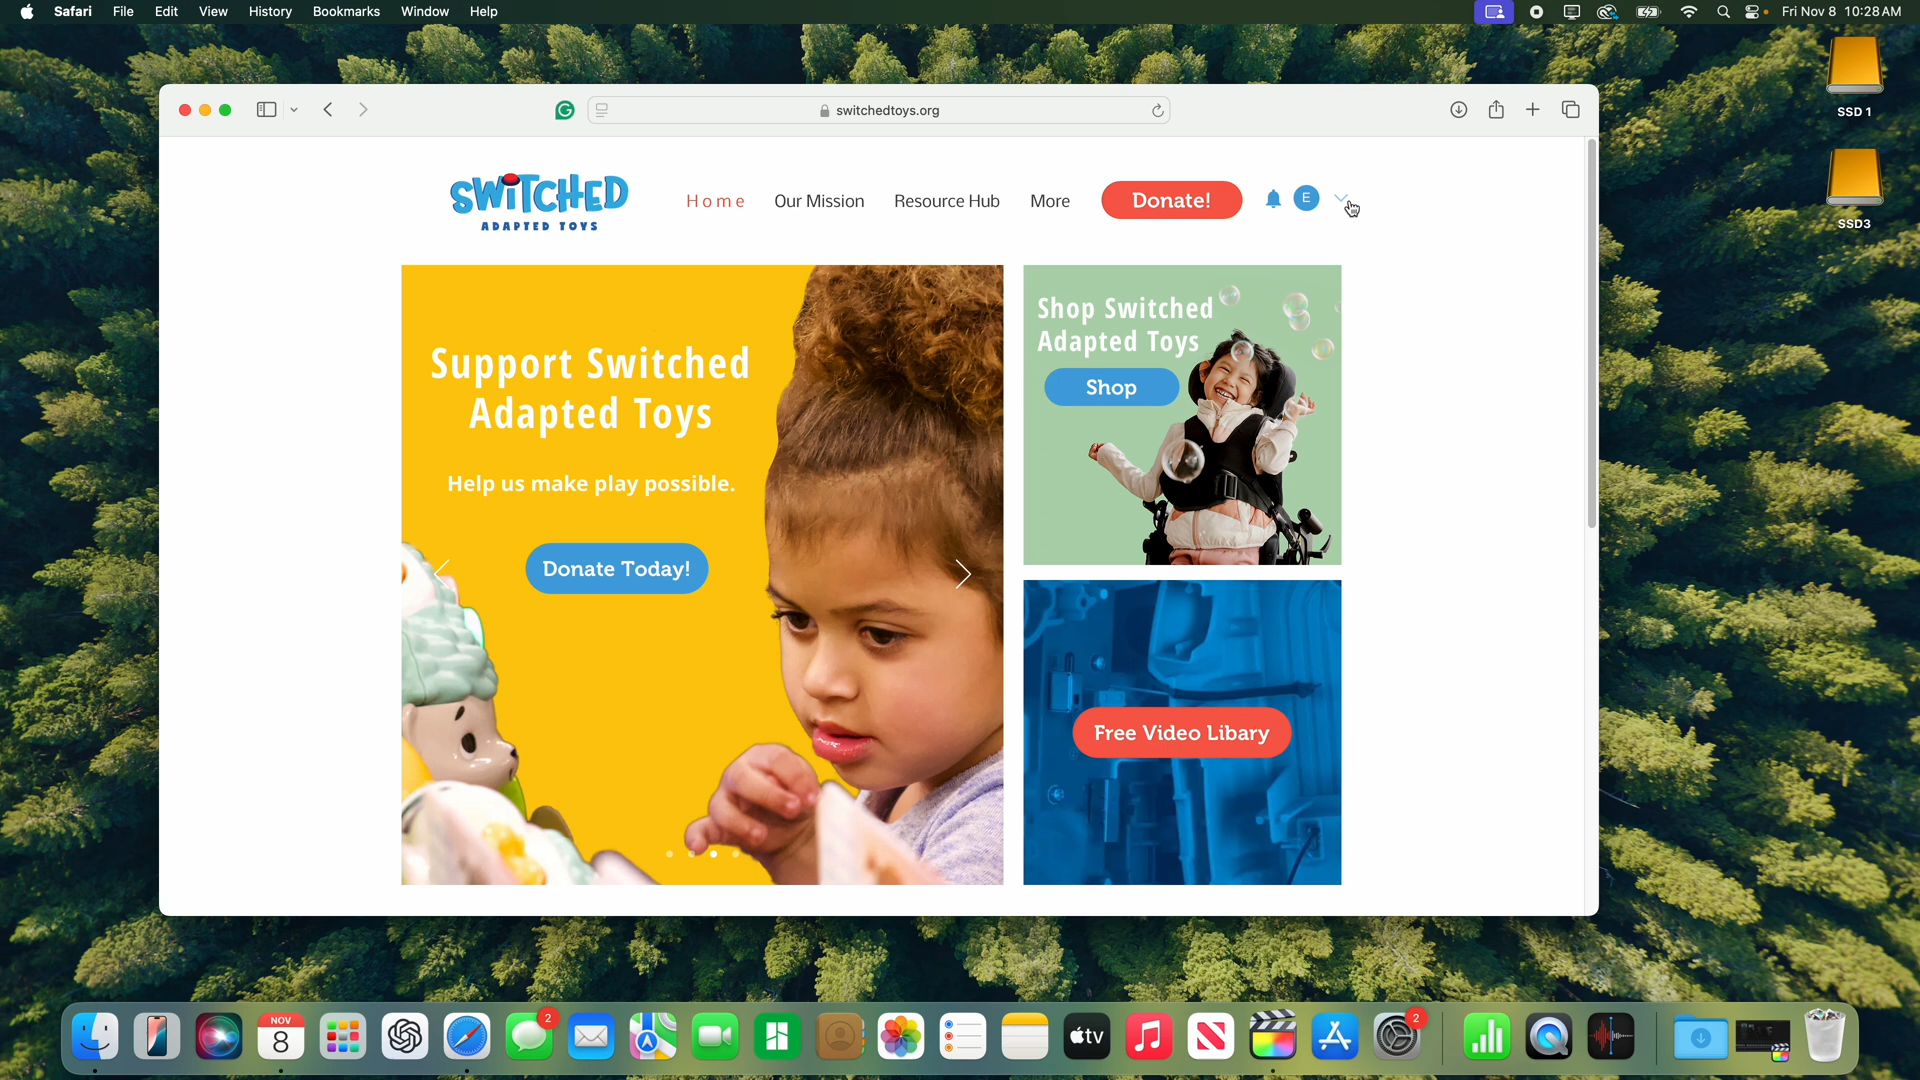 Safari File Edit View History Bookmarks Window Help
2 Fri Nov 8 10:28 AM
SSD 1
SSD3
switchedtoys.org
SWITCHED
ADAPTED TOYS
Home Our Mission Resource Hub More Donate! E
Support Switched
Adapted Toys
Help us make play possible.
Donate Today!
Shop Switched
Adapted Toys
Shop
Free Video Libary
NOV
8
2
tv
2